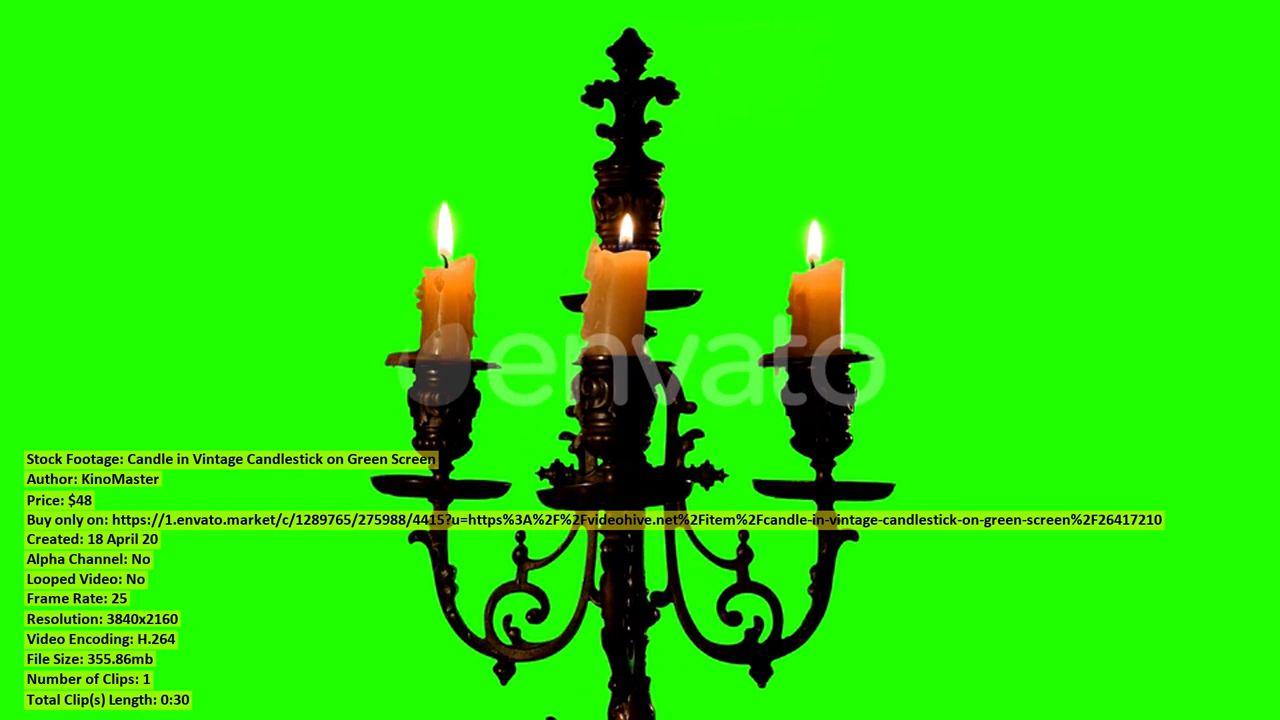 envato
Stock Footage: Candle in Vintage Candlestick on Green Screen
Author: KinoMaster
Price: $48
Buy only on: https://1.envato.market/c/1289765/275988/4415?u=https%3A%2F%2Fvideohive.net%2Fitem%2Fcandle-in-vintage-candlestick-on-green-screen%2F26417210
Created: 18 April 20
Alpha Channel: No
Looped Video: No
Frame Rate: 25
Resolution: 3840x2160
Video Encoding: H.264
File Size: 355.86mb
Number of Clips: 1
Total Clip(s) Length: 0:30